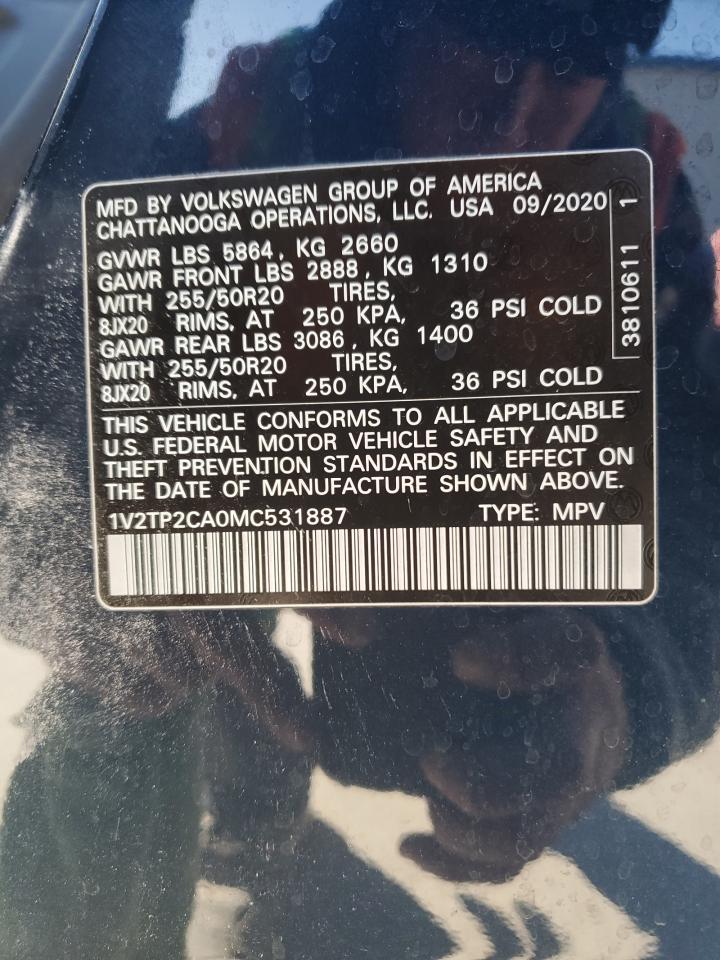 MFD BY VOLKSWAGEN GROUP OF AMERICA
CHATTANOOGA OPERATIONS, LLC. USA 09/2020
GVWR LBS 5864, KG 2660
GAWR FRONT LBS 2888, KG 1310
WITH 255/50R20 TIRES,
8JX20 RIMS, AT 250 KPA, 36 PSI COLD
GAWR REAR LBS 3086, KG 1400
WITH 255/50R20 TIRES,
8JX20 RIMS, AT 250 KPA, 36 PSI COLD
3810611 1
THIS VEHICLE CONFORMS TO ALL APPLICABLE
U.S. FEDERAL MOTOR VEHICLE SAFETY AND
THEFT PREVENTION STANDARDS IN EFFECT ON
THE DATE OF MANUFACTURE SHOWN ABOVE.
1V2TP2CA0MC531887 TYPE: MPV